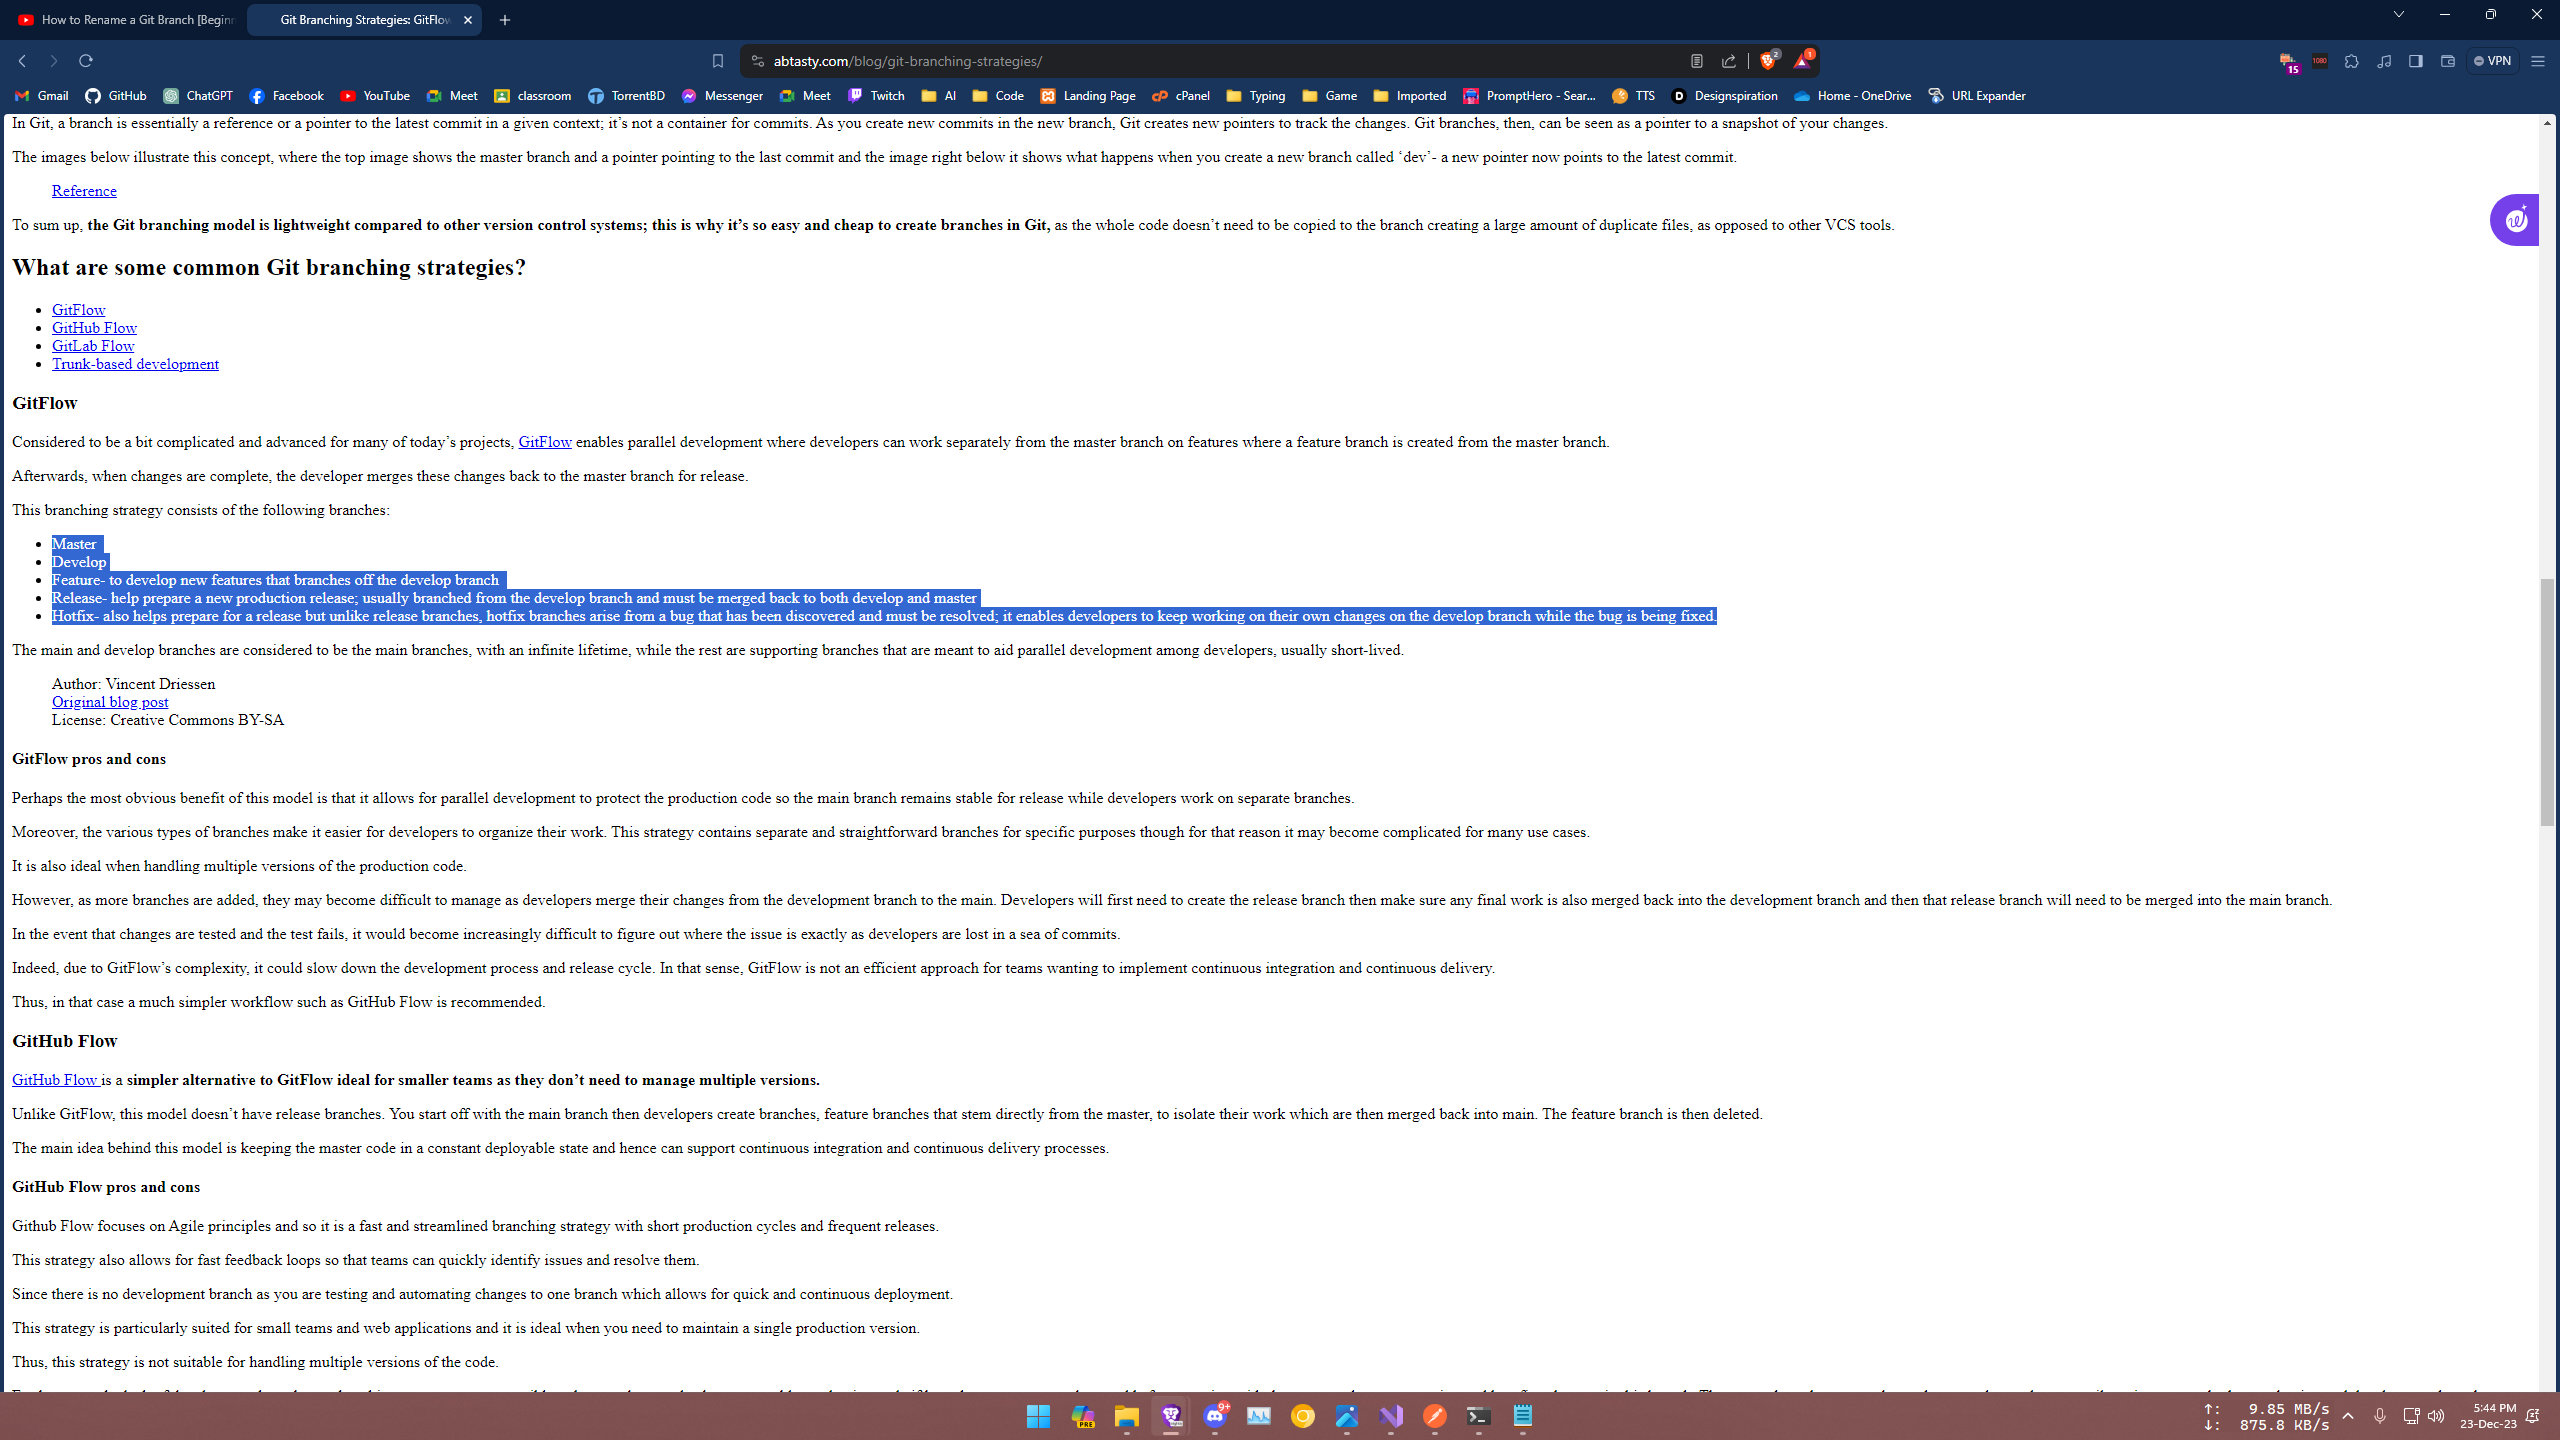 How to Rename a Git Branch [Beginn
Git Branching Strategies: GitFlow
abtasty.com/blog/git-branching-strategies/
2
1
15
1080
VPN
Gmail
GitHub
ChatGPT
Facebook
YouTube
Meet
classroom
TorrentBD
Messenger
Meet
Twitch
AI
Code
Landing Page
cPanel
Typing
Game
Imported
PromptHero - Sear...
TTS
Designspiration
Home - OneDrive
URL Expander
In Git, a branch is essentially a reference or a pointer to the latest commit in a given context; it’s not a container for commits. As you create new commits in the new branch, Git creates new pointers to track the changes. Git branches, then, can be seen as a pointer to a snapshot of your changes.
The images below illustrate this concept, where the top image shows the master branch and a pointer pointing to the last commit and the image right below it shows what happens when you create a new branch called ‘dev’- a new pointer now points to the latest commit.
Reference
To sum up, the Git branching model is lightweight compared to other version control systems; this is why it’s so easy and cheap to create branches in Git, as the whole code doesn’t need to be copied to the branch creating a large amount of duplicate files, as opposed to other VCS tools.
What are some common Git branching strategies?
GitFlow
GitHub Flow
GitLab Flow
Trunk-based development
GitFlow
Considered to be a bit complicated and advanced for many of today’s projects, GitFlow enables parallel development where developers can work separately from the master branch on features where a feature branch is created from the master branch.
Afterwards, when changes are complete, the developer merges these changes back to the master branch for release.
This branching strategy consists of the following branches:
Master
Develop
Feature- to develop new features that branches off the develop branch
Release- help prepare a new production release; usually branched from the develop branch and must be merged back to both develop and master
Hotfix- also helps prepare for a release but unlike release branches, hotfix branches arise from a bug that has been discovered and must be resolved; it enables developers to keep working on their own changes on the develop branch while the bug is being fixed.
The main and develop branches are considered to be the main branches, with an infinite lifetime, while the rest are supporting branches that are meant to aid parallel development among developers, usually short-lived.
Author: Vincent Driessen
Original blog post
License: Creative Commons BY-SA
GitFlow pros and cons
Perhaps the most obvious benefit of this model is that it allows for parallel development to protect the production code so the main branch remains stable for release while developers work on separate branches.
Moreover, the various types of branches make it easier for developers to organize their work. This strategy contains separate and straightforward branches for specific purposes though for that reason it may become complicated for many use cases.
It is also ideal when handling multiple versions of the production code.
However, as more branches are added, they may become difficult to manage as developers merge their changes from the development branch to the main. Developers will first need to create the release branch then make sure any final work is also merged back into the development branch and then that release branch will need to be merged into the main branch.
In the event that changes are tested and the test fails, it would become increasingly difficult to figure out where the issue is exactly as developers are lost in a sea of commits.
Indeed, due to GitFlow’s complexity, it could slow down the development process and release cycle. In that sense, GitFlow is not an efficient approach for teams wanting to implement continuous integration and continuous delivery.
Thus, in that case a much simpler workflow such as GitHub Flow is recommended.
GitHub Flow
GitHub Flow is a simpler alternative to GitFlow ideal for smaller teams as they don’t need to manage multiple versions.
Unlike GitFlow, this model doesn’t have release branches. You start off with the main branch then developers create branches, feature branches that stem directly from the master, to isolate their work which are then merged back into main. The feature branch is then deleted.
The main idea behind this model is keeping the master code in a constant deployable state and hence can support continuous integration and continuous delivery processes.
GitHub Flow pros and cons
Github Flow focuses on Agile principles and so it is a fast and streamlined branching strategy with short production cycles and frequent releases.
This strategy also allows for fast feedback loops so that teams can quickly identify issues and resolve them.
Since there is no development branch as you are testing and automating changes to one branch which allows for quick and continuous deployment.
This strategy is particularly suited for small teams and web applications and it is ideal when you need to maintain a single production version.
Thus, this strategy is not suitable for handling multiple versions of the code.
PRE
9+
↑: 9.85 MB/s
↓: 875.8 KB/s
5:44 PM
23-Dec-23